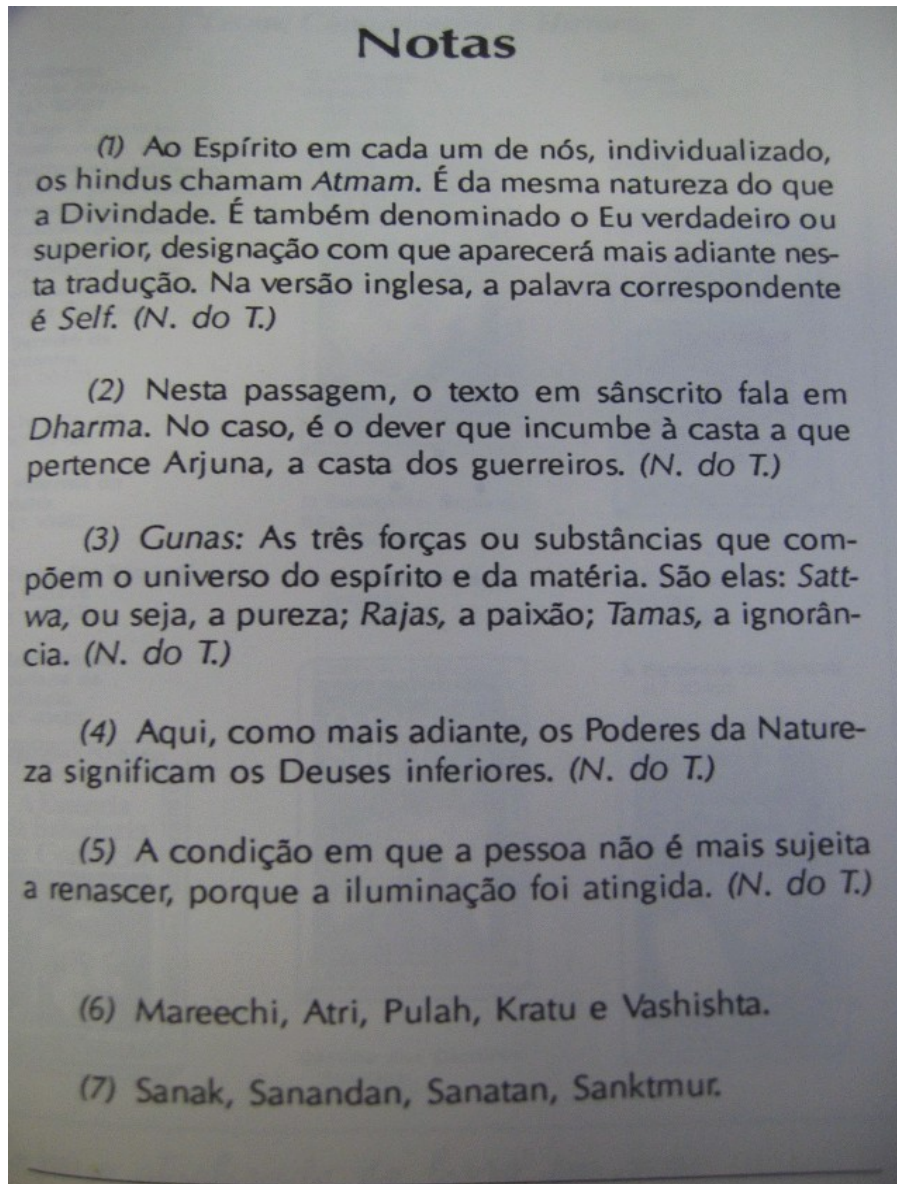 Notas
(1) Ao Espírito em cada um de nós, individualizado,
os hindus chamam Atmam. É da mesma natureza do que
a Divindade. É também denominado o Eu verdadeiro ou
superior, designação com que aparecerá mais adiante nes-
ta tradução. Na versão inglesa, a palavra correspondente
é Self. (N. do T.)
(2) Nesta passagem, o texto em sânscrito fala em
Dharma. No caso, é o dever que incumbe à casta a que
pertence Arjuna, a casta dos guerreiros. (N. do T.)
(3) Gunas: As três forças ou substâncias que com-
põem o universo do espírito e da matéria. São elas: Satt-
wa, ou seja, a pureza; Rajas, a paixão; Tamas, a ignorân-
cia. (N. do T.)
(4) Aqui, como mais adiante, os Poderes da Nature-
za significam os Deuses inferiores. (N. do T.)
(5) A condição em que a pessoa não é mais sujeita
a renascer, porque a iluminação foi atingida. (N. do T.)
(6) Mareechi, Atri, Pulah, Kratu e Vashishta.
(7) Sanak, Sanandan, Sanatan, Sanktmur.